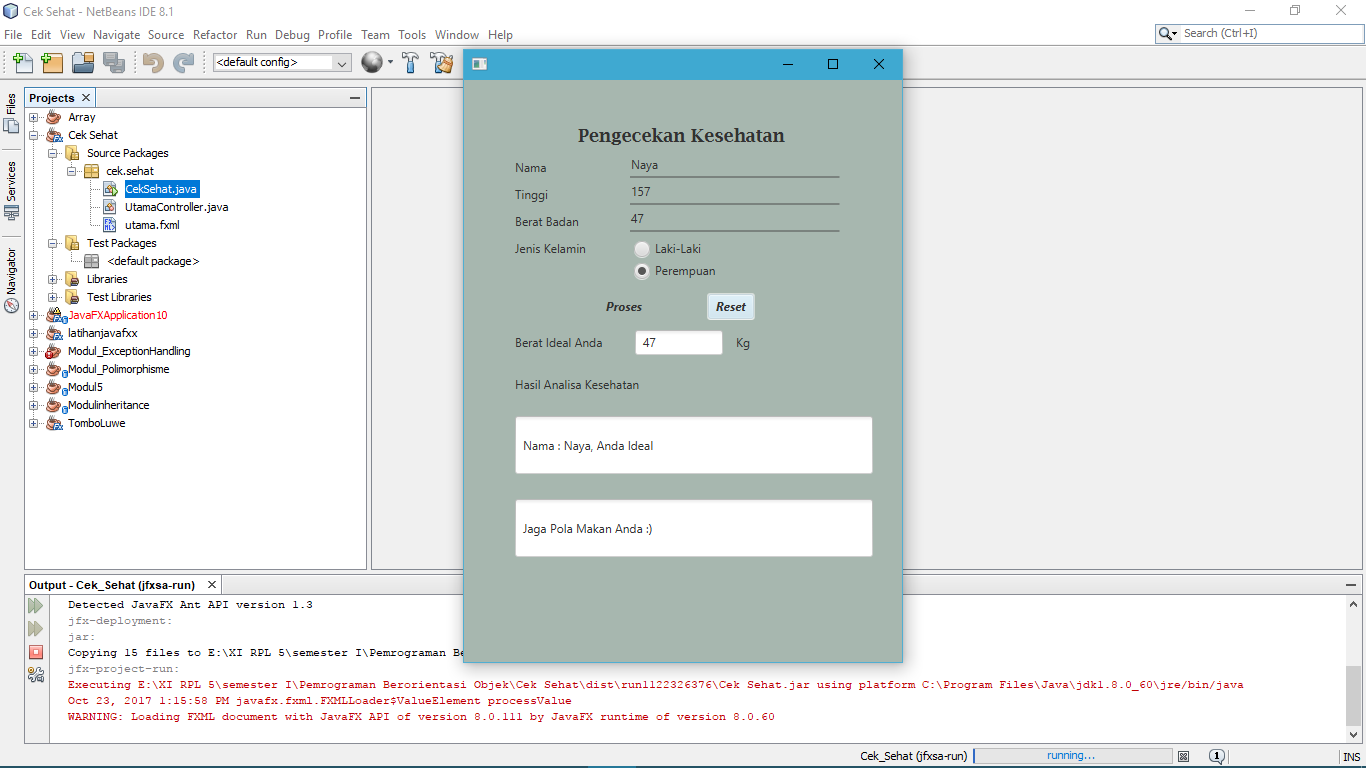 Cek Sehat - NetBeans IDE 8.1
File Edit View Navigate Source Refactor Run Debug Profile Team Tools Window Help
Search (Ctrl+I)
<default config>
Files
Services
Navigator
Projects
Array
Cek Sehat
Source Packages
cek.sehat
CekSehat.java
UtamaController.java
utama.fxml
Test Packages
<default package>
Libraries
Test Libraries
JavaFXApplication10
latihanjavafxx
Modul_ExceptionHandling
Modul_Polimorphisme
Modul5
Modulinheritance
TomboLuwe
Pengecekan Kesehatan
Nama Naya
Tinggi 157
Berat Badan 47
Jenis Kelamin Laki-Laki
Perempuan
Proses Reset
Berat Ideal Anda 47 Kg
Hasil Analisa Kesehatan
Nama : Naya, Anda Ideal
Jaga Pola Makan Anda :)
Output - Cek_Sehat (jfxsa-run)
Detected JavaFX Ant API version 1.3
jfx-deployment:
jar:
Copying 15 files to E:\XI RPL 5\semester I\Pemrograman Be
jfx-project-run:
Executing E:\XI RPL 5\semester I\Pemrograman Berorientasi Objek\Cek Sehat\dist\run1122326376\Cek Sehat.jar using platform C:\Program Files\Java\jdk1.8.0_60\jre/bin/java
Oct 23, 2017 1:15:58 PM javafx.fxml.FXMLLoader$ValueElement processValue
WARNING: Loading FXML document with JavaFX API of version 8.0.111 by JavaFX runtime of version 8.0.60
Cek_Sehat (jfxsa-run) running... 1 INS